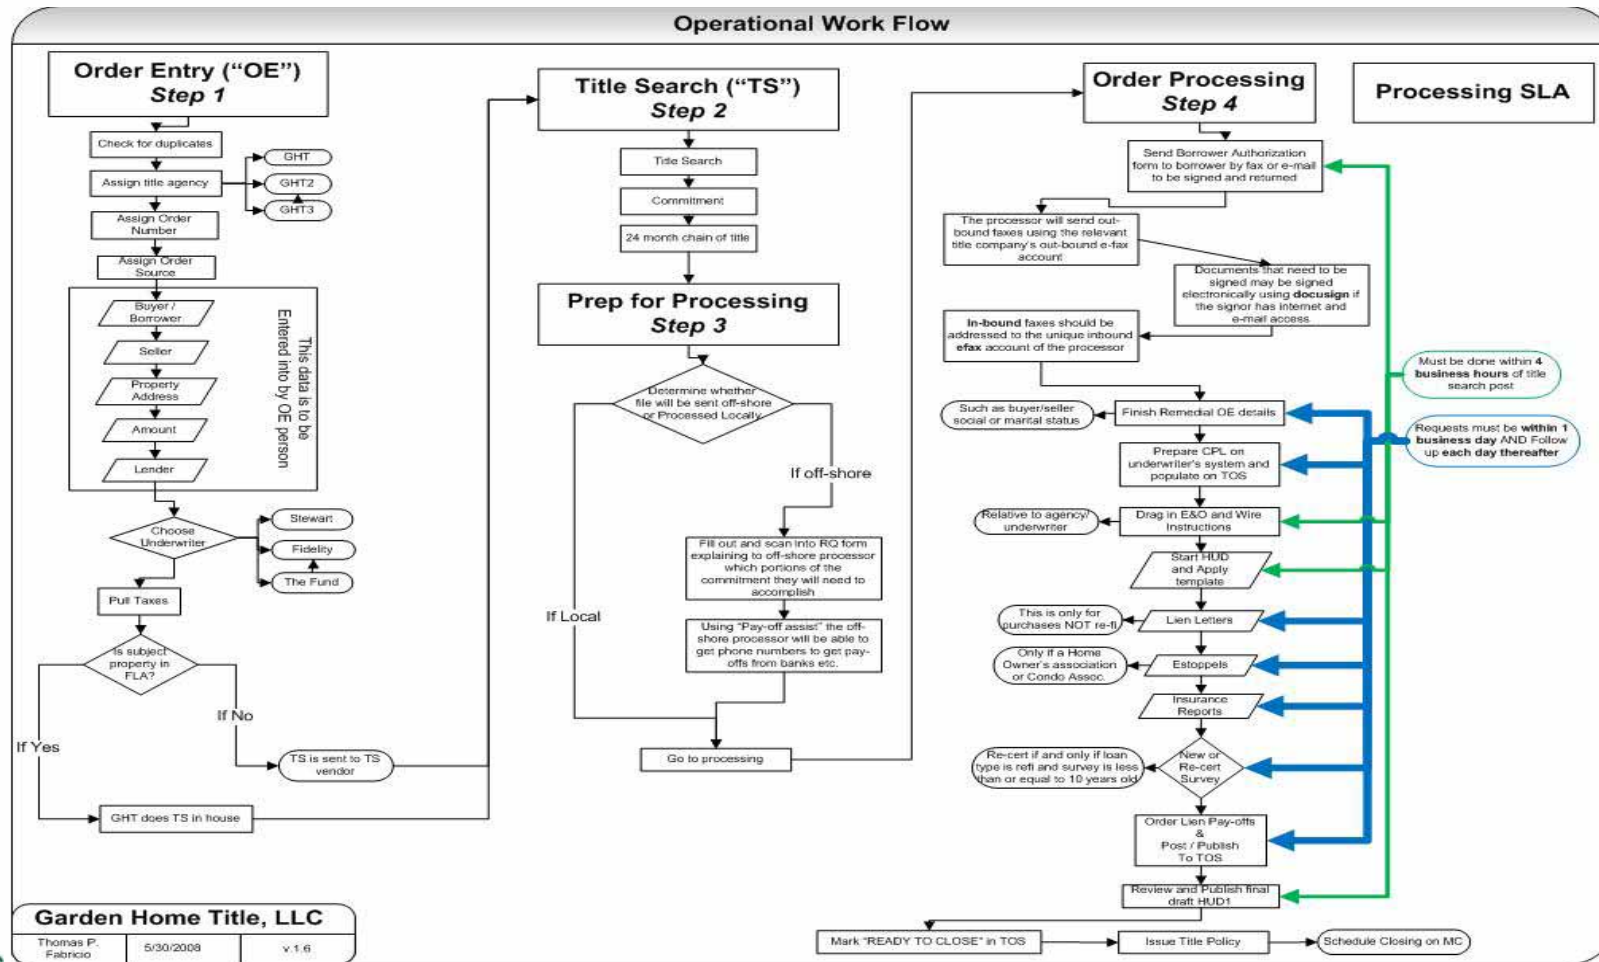 Operational Work Flow
Order Entry (“OE”)
Step 1
Check for duplicates
Assign title agency
GHT
GHT2
GHT3
Assign Order
Number
Assign Order
Source
Buyer /
Borrower
Seller
Property
Address
Amount
Lender
This data is to be
Entered into by OE person
Choose
Underwriter
Stewart
Fidelity
The Fund
Pull Taxes
Is subject
property in
FLA?
If No
If Yes
TS is sent to TS
vendor
GHT does TS in house
Title Search (“TS”)
Step 2
Title Search
Commitment
24 month chain of title
Prep for Processing
Step 3
Determine whether
file will be sent off-shore
or Processed Locally
If off-shore
If Local
Fill out and scan into RQ form
explaining to off-shore processor
which portions of the
commitment they will need to
accomplish
Using “Pay-off assist” the off-
shore processor will be able to
get phone numbers to get pay-
offs from banks etc.
Go to processing
Order Processing
Step 4
Send Borrower Authorization
form to borrower by fax or e-mail
to be signed and returned
The processor will send out-
bound faxes using the relevant
title company's out-bound e-fax
account
Documents that need to be
signed may be signed
electronically using docusign if
the signor has internet and
e-mail access
In-bound faxes should be
addressed to the unique inbound
efax account of the processor
Finish Remedial OE details
Such as buyer/seller
social or marital status
Prepare CPL on
underwriter's system and
populate on TOS
Drag in E&O and Wire
Instructions
Relative to agency/
underwriter
Start HUD
and Apply
template
Lien Letters
This is only for
purchases NOT re-fi
Estoppels
Only if a Home
Owner's association
or Condo Assoc.
Insurance
Reports
New or
Re-cert
Survey
Re-cert if and only if loan
type is refi and survey is less
than or equal to 10 years old
Order Lien Pay-offs
&
Post / Publish
To TOS
Review and Publish final
draft HUD1
Mark “READY TO CLOSE” in TOS
Issue Title Policy
Schedule Closing on MC
Processing SLA
Must be done within 4
business hours of title
search post
Requests must be within 1
business day AND Follow
up each day thereafter
Garden Home Title, LLC
Thomas P.
Fabricio
5/30/2008
v.1.6